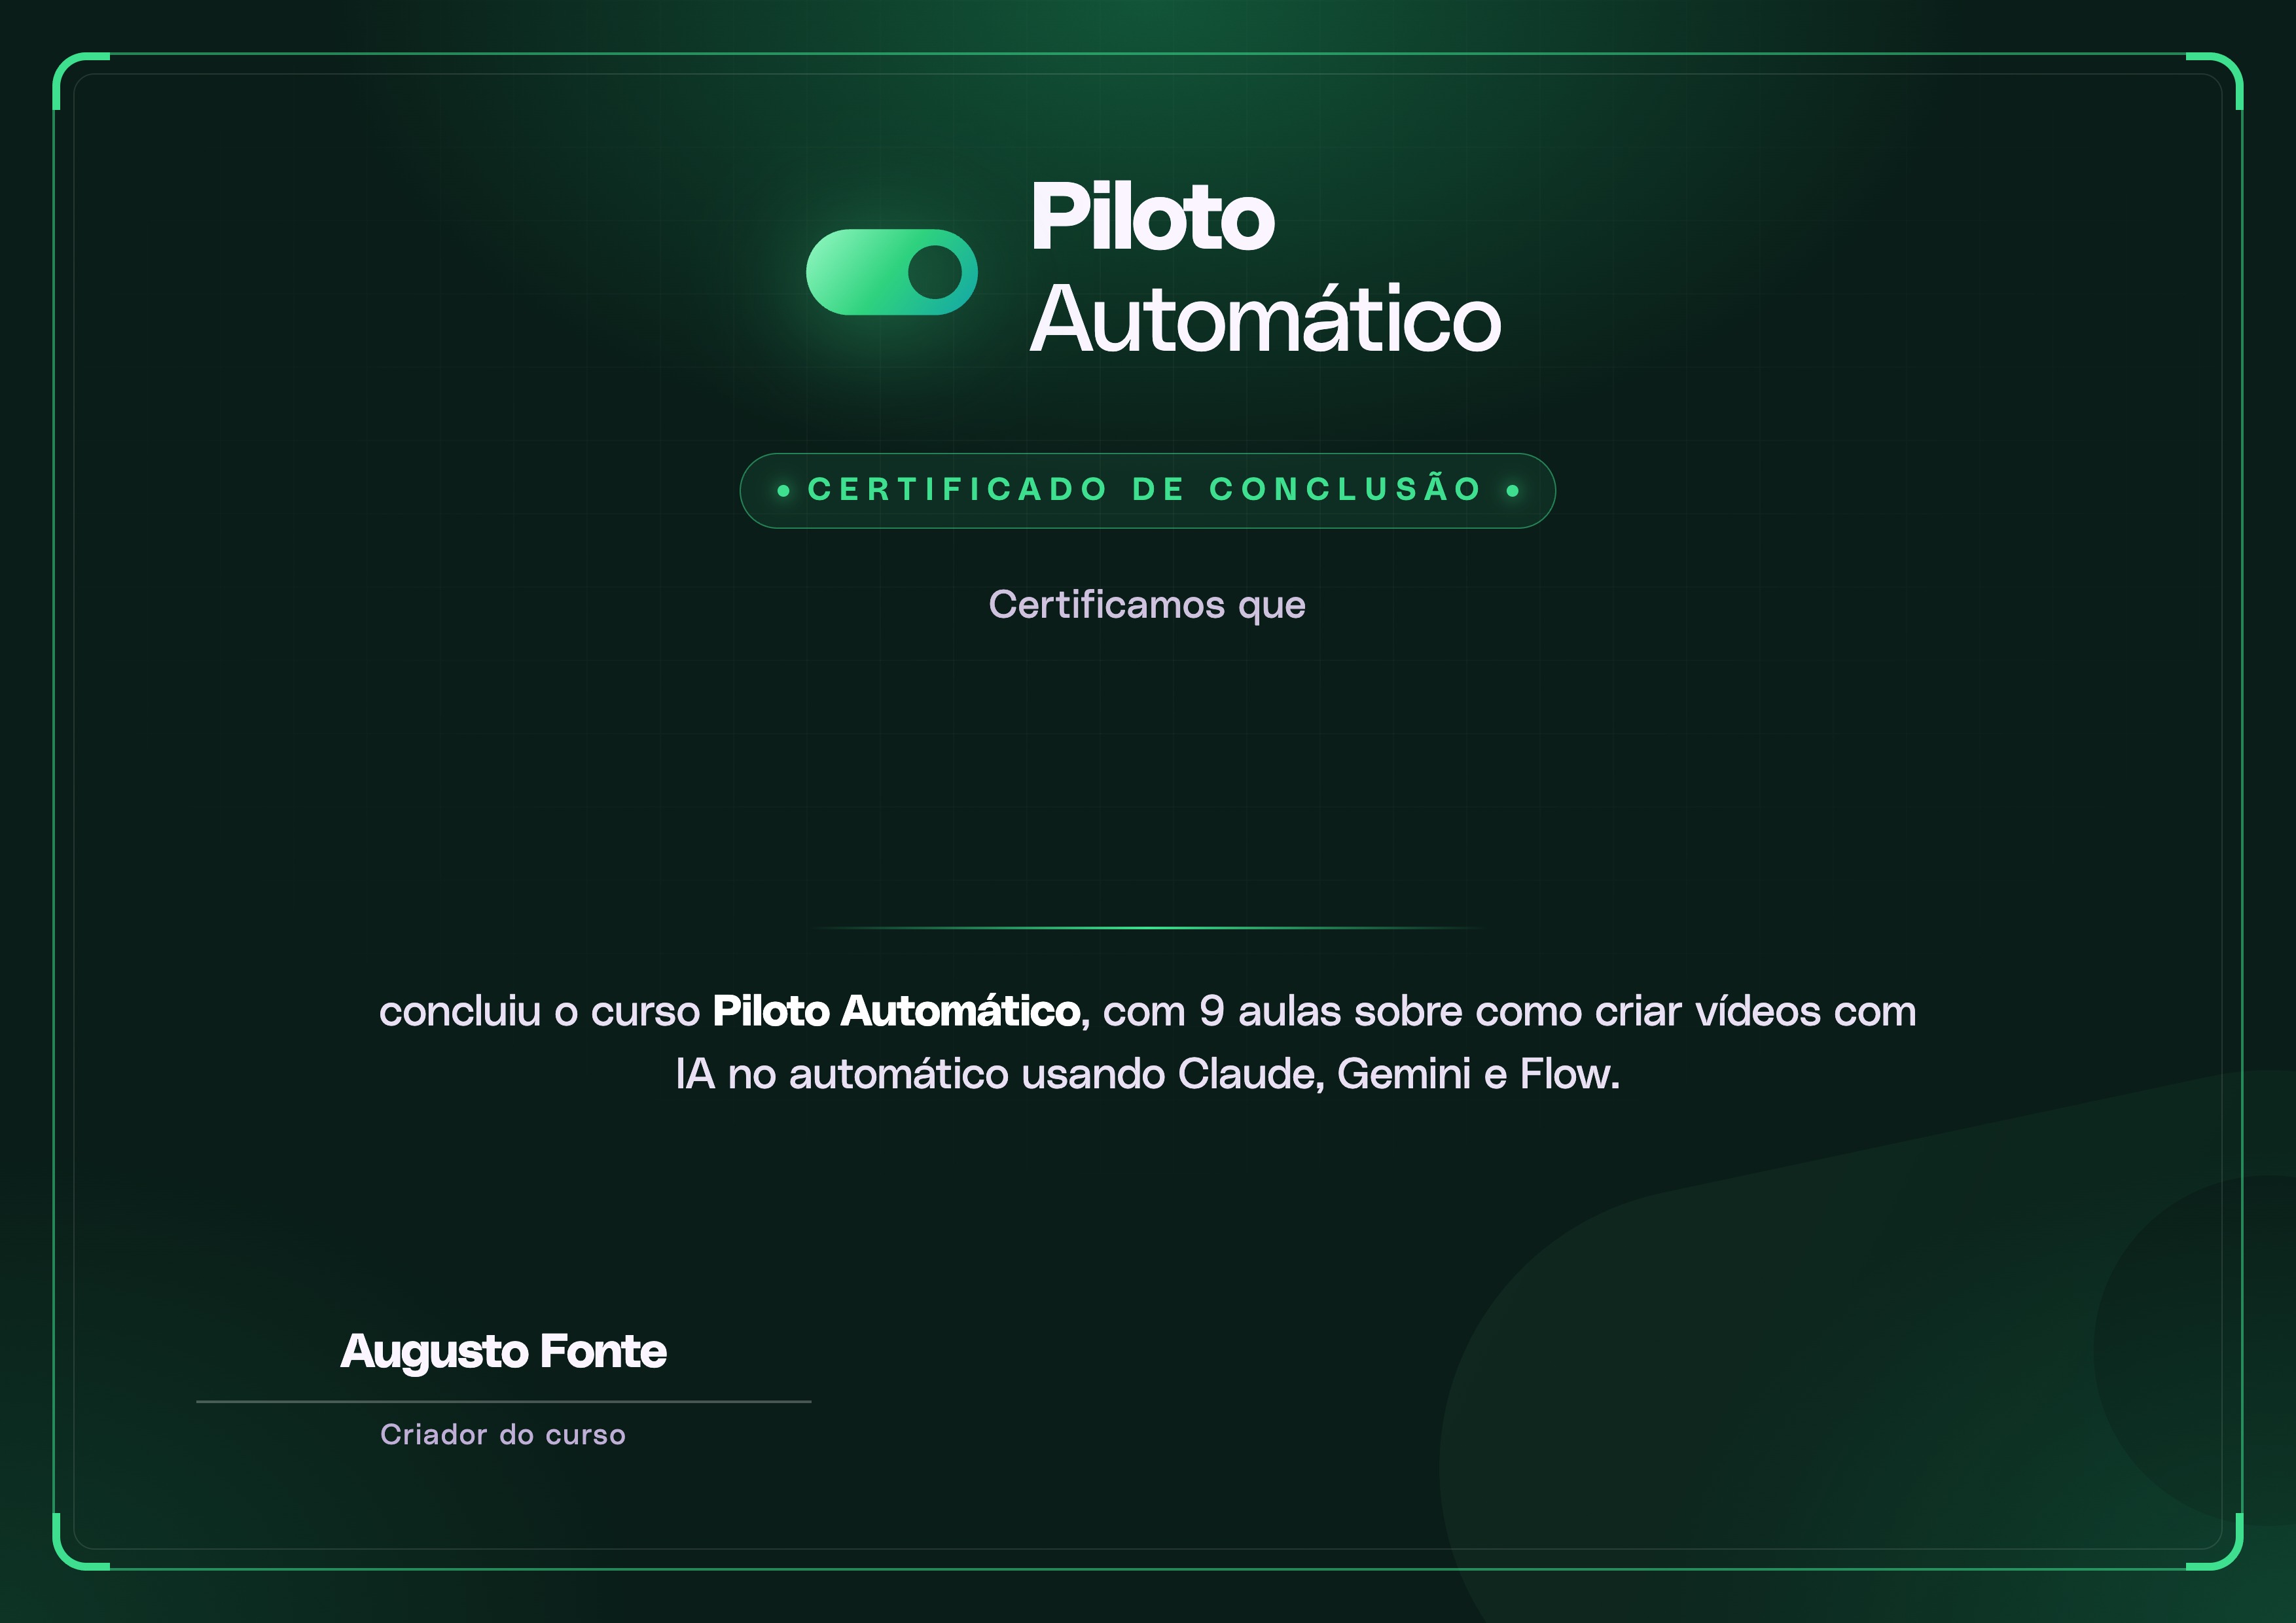 Piloto
Automático
CERTIFICADO DE CONCLUSÃO
Certificamos que
concluiu o curso Piloto Automático, com 9 aulas sobre como criar vídeos com
IA no automático usando Claude, Gemini e Flow.
Augusto Fonte
Criador do curso